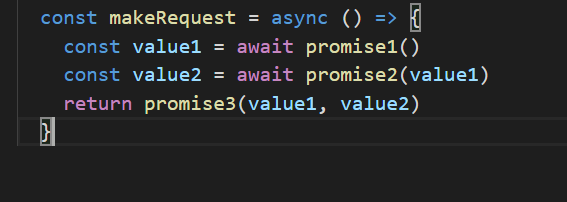 const makeRequest = async () => {
  const value1 = await promise1()
  const value2 = await promise2(value1)
  return promise3(value1, value2)
}